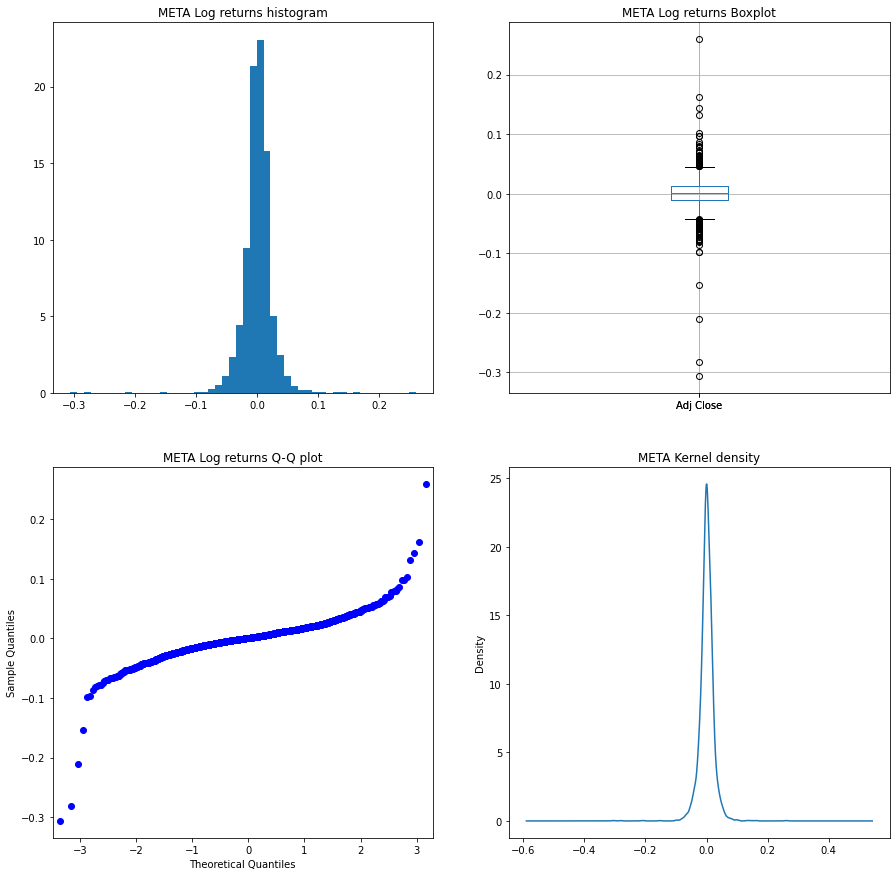 META Log returns histogram
20
15
10
5
0
−0.3 −0.2 −0.1 0.0 0.1 0.2
META Log returns Boxplot
0.2
0.1
0.0
−0.1
−0.2
−0.3
Adj Close
META Log returns Q-Q plot
Sample Quantiles
0.2
0.1
0.0
−0.1
−0.2
−0.3
−3 −2 −1 0 1 2 3
Theoretical Quantiles
META Kernel density
Density
25
20
15
10
5
0
−0.6 −0.4 −0.2 0.0 0.2 0.4